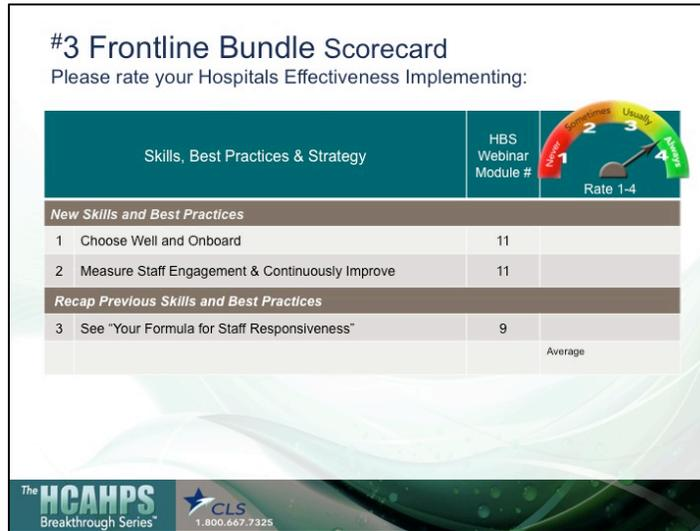 #3 Frontline Bundle Scorecard
Please rate your Hospitals Effectiveness Implementing:
Skills, Best Practices & Strategy
HBS
Webinar
Module #
Never Sometimes Usually Always
1 2 3 4
Rate 1-4
New Skills and Best Practices
1 Choose Well and Onboard 11
2 Measure Staff Engagement & Continuously Improve 11
Recap Previous Skills and Best Practices
3 See “Your Formula for Staff Responsiveness” 9
Average
The HCAHPS
Breakthrough Series™
CLS
1.800.667.7325